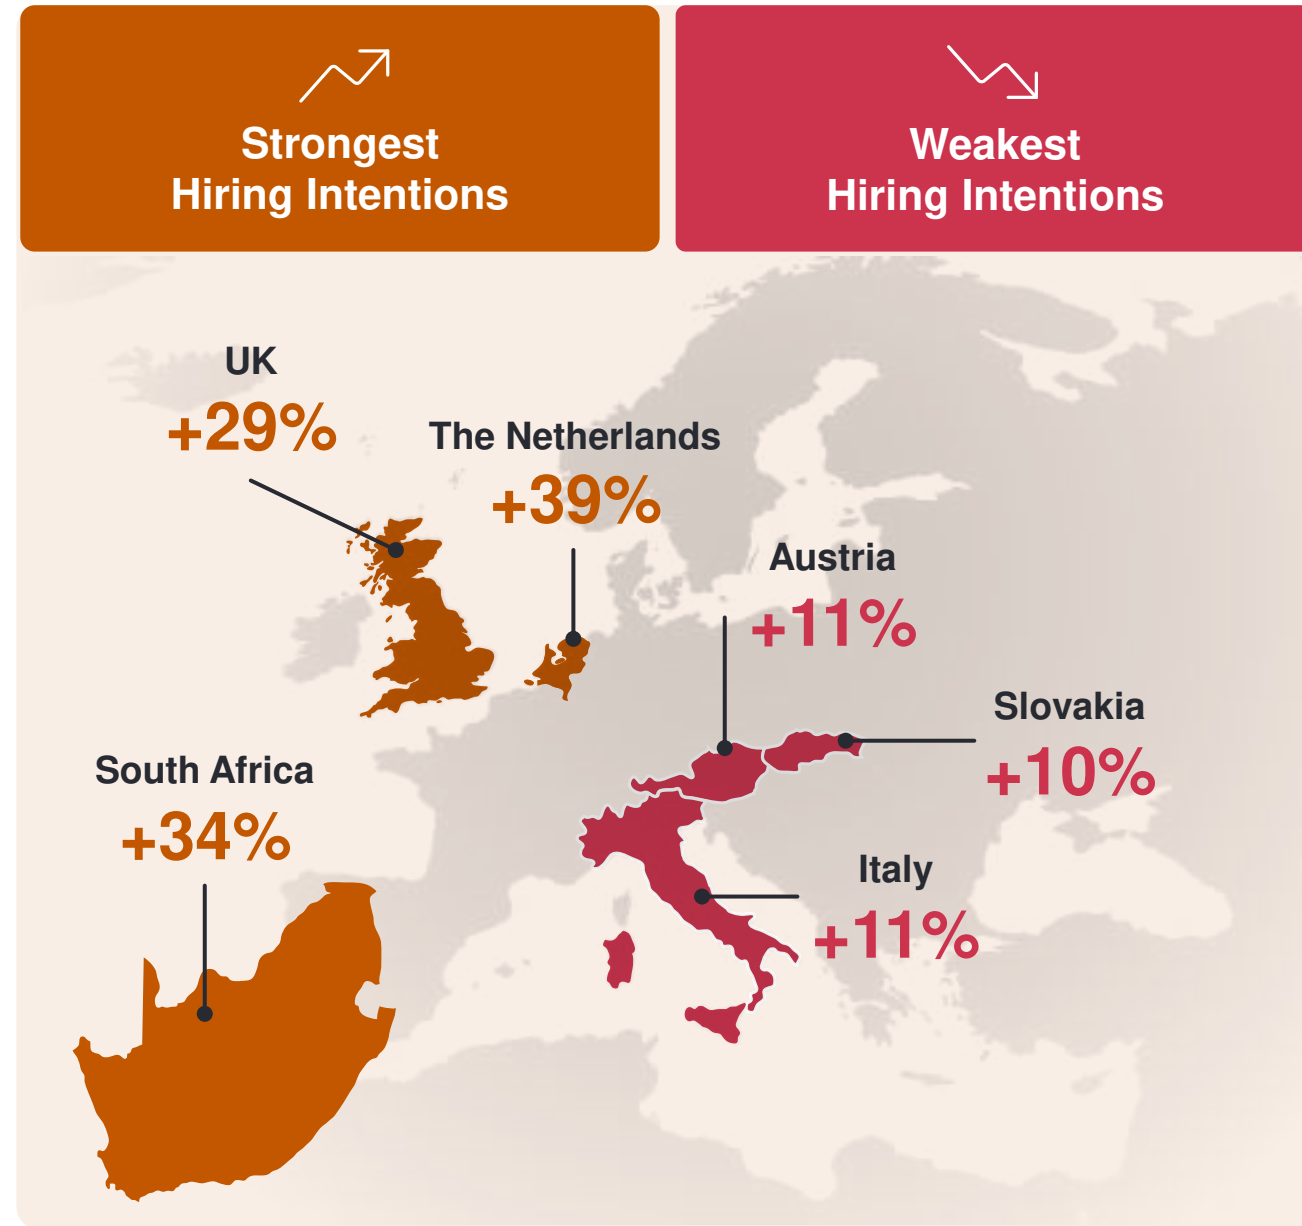 Strongest
Hiring Intentions
Weakest
Hiring Intentions
UK
+29%
The Netherlands
+39%
Austria
+11%
Slovakia
+10%
South Africa
+34%
Italy
+11%